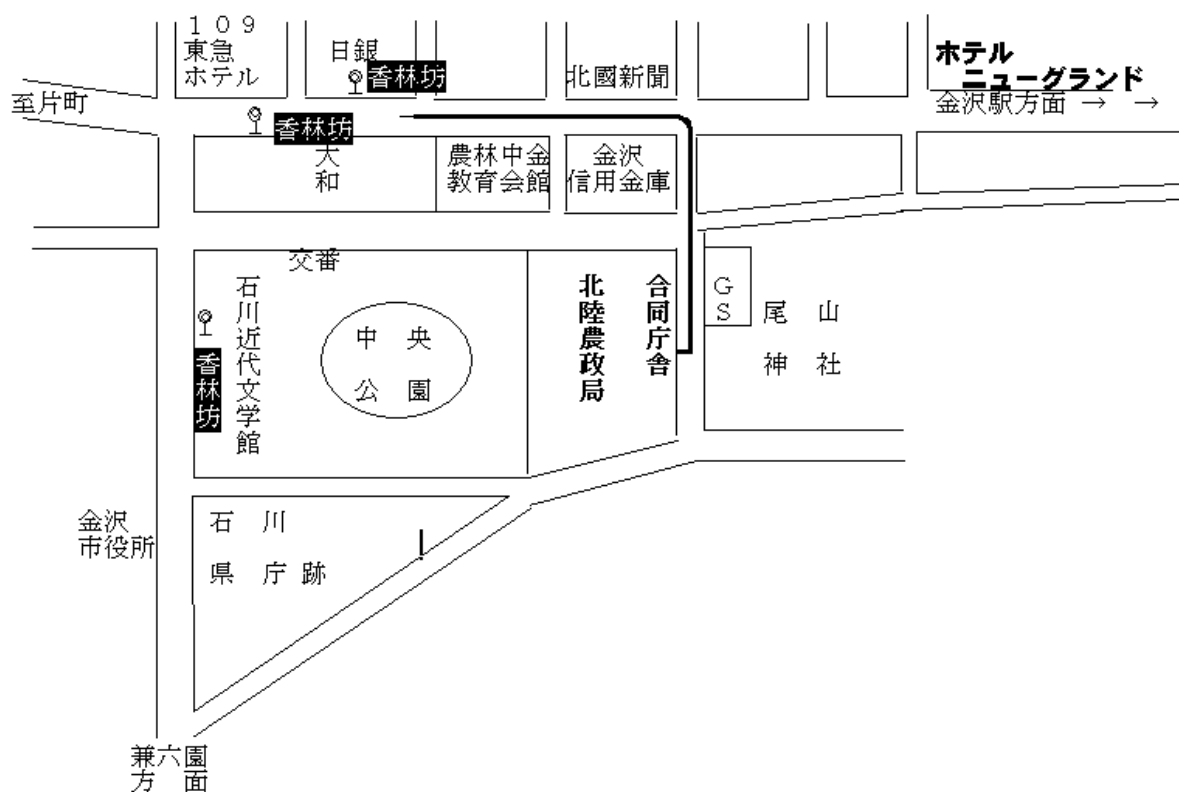 109
東急
ホテル
日銀
香林坊
北國新聞
ホテル
ニューグランド
金沢駅方面 → →
至片町
香林坊
大
和
農林中金
教育会館
金沢
信用金庫
交番
石川近代文学館
香林坊
中 央
公 園
北陸農政局
合同庁舎
GS
尾 山
神 社
金沢
市役所
石 川
県 庁 跡
兼六園
方 面